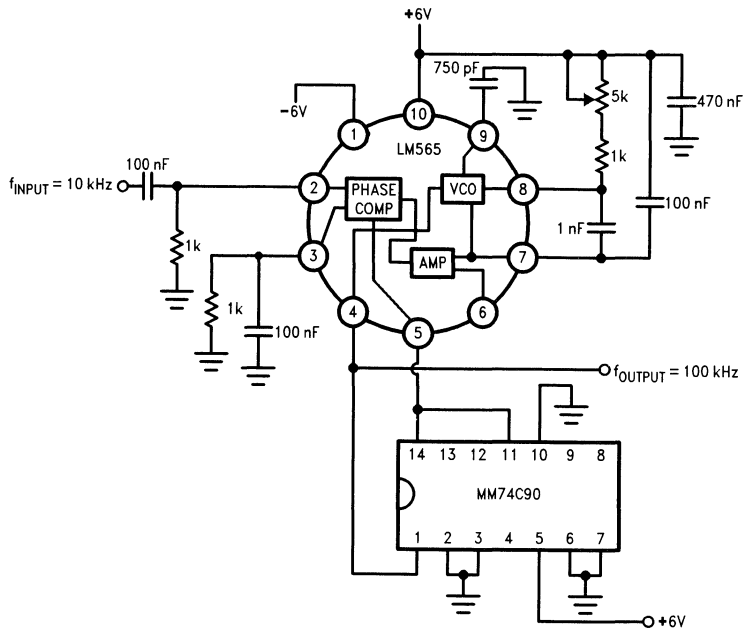 +6V
750 pF
-6V
10
1
9
5k
470 nF
LM565
100 nF
1k
fINPUT = 10 kHz
2
PHASE
COMP
VCO
8
100 nF
1 nF
1k
3
AMP
7
1k
100 nF
4
5
6
fOUTPUT = 100 kHz
14 13 12 11 10 9 8
MM74C90
1 2 3 4 5 6 7
+6V